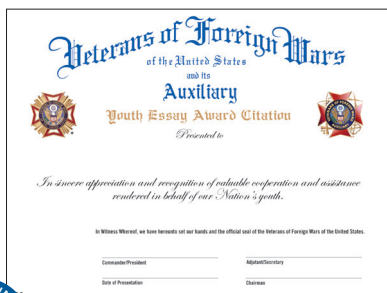 Veterans of Foreign Wars
of the United States
and its
Auxiliary
Youth Essay Award Citation
Presented to
In sincere appreciation and recognition of valuable cooperation and assistance
rendered in behalf of our Nation's youth.
In Witness Whereof, we have hereunto set our hands and the official seal of the Veterans of Foreign Wars of the United States.
Commander/President
Adjutant/Secretary
Date of Presentation
Chairman